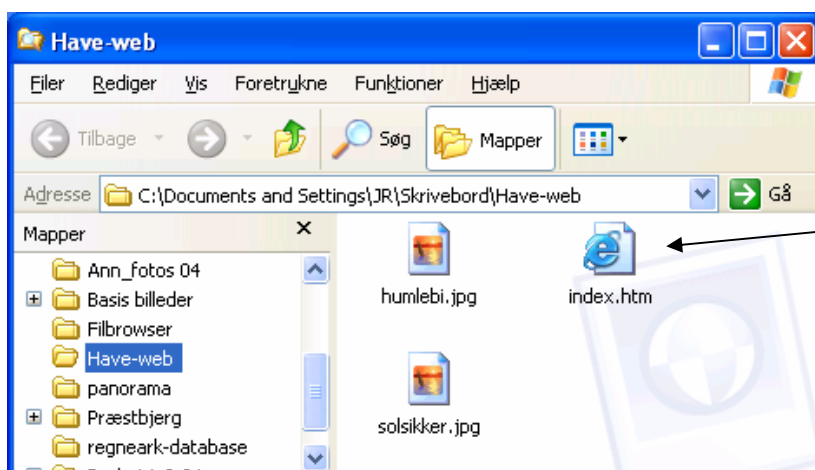 Have-web
Filer Rediger Vis Foretrukne Funktioner Hjælp
Tilbage Søg Mapper
Adresse C:\Documents and Settings\JR\Skrivebord\Have-web Gå
Mapper
Ann_fotos 04
Basis billeder
Filbrowser
Have-web
panorama
Præstbjerg
regneark-database
humlebi.jpg index.htm
solsikker.jpg